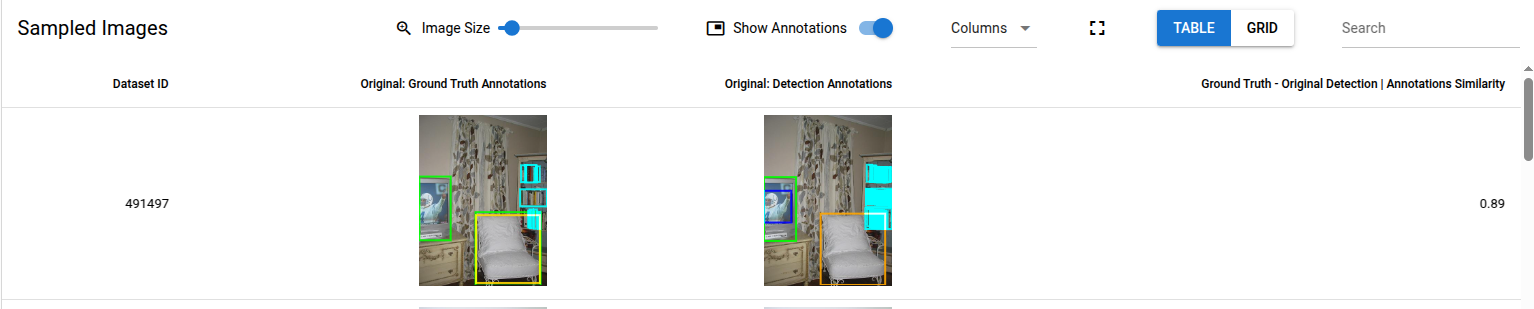 Sampled Images
Image Size
Show Annotations
Columns
TABLE
GRID
Search
Dataset ID
Original: Ground Truth Annotations
Original: Detection Annotations
Ground Truth - Original Detection | Annotations Similarity
491497
0.89